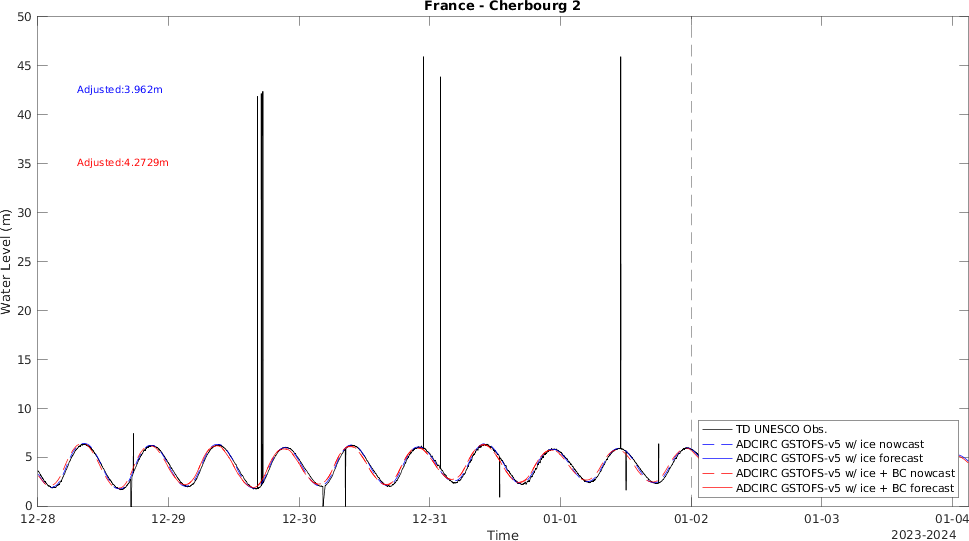 France - Cherbourg 2
50
45
40
35
30
25
20
15
10
5
0
Water Level (m)
Adjusted:3.962m
Adjusted:4.2729m
TD UNESCO Obs.
ADCIRC GSTOFS-v5 w/ ice nowcast
ADCIRC GSTOFS-v5 w/ ice forecast
ADCIRC GSTOFS-v5 w/ ice + BC nowcast
ADCIRC GSTOFS-v5 w/ ice + BC forecast
12-28 12-29 12-30 12-31 01-01 01-02 01-03 01-04
Time
2023-2024